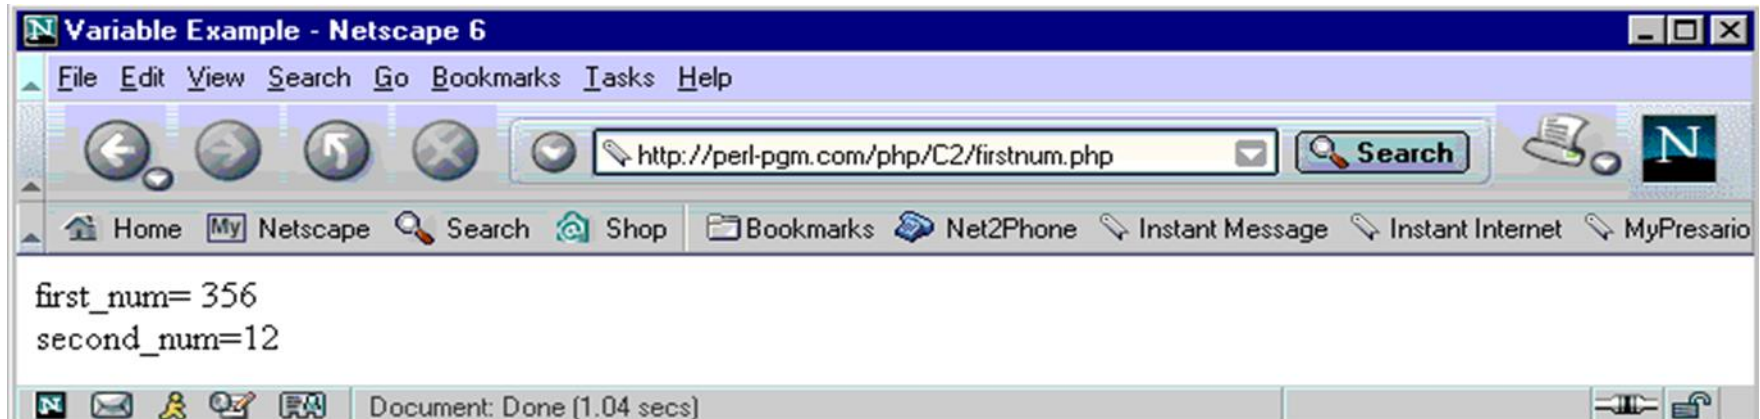 N Variable Example - Netscape 6
File Edit View Search Go Bookmarks Tasks Help
http://perl-pgm.com/php/C2/firstnum.php Search N
Home My Netscape Search Shop Bookmarks Net2Phone Instant Message Instant Internet MyPresario
first_num= 356
second_num=12
N Document: Done (1.04 secs)